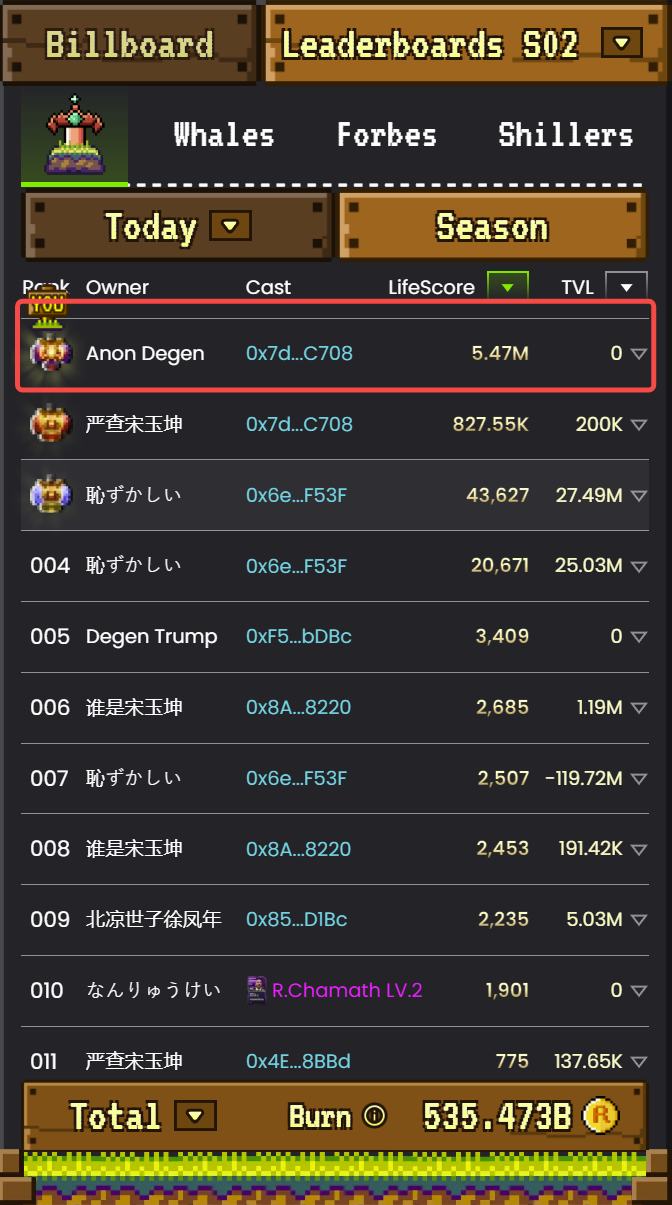 Billboard Leaderboards S02
Whales Forbes Shillers
Today Season
Rank Owner Cast LifeScore TVL
YOU
Anon Degen 0x7d...C708 5.47M 0
严查宋玉坤 0x7d...C708 827.55K 200K
恥ずかしい 0x6e...F53F 43,627 27.49M
004 恥ずかしい 0x6e...F53F 20,671 25.03M
005 Degen Trump 0xF5...bDBc 3,409 0
006 谁是宋玉坤 0x8A...8220 2,685 1.19M
007 恥ずかしい 0x6e...F53F 2,507 -119.72M
008 谁是宋玉坤 0x8A...8220 2,453 191.42K
009 北凉世子徐凤年 0x85...D1Bc 2,235 5.03M
010 なんりゅうけい R.Chamath LV.2 1,901 0
011 严查宋玉坤 0x4E...8BBd 775 137.65K
Total Burn 535.473B R